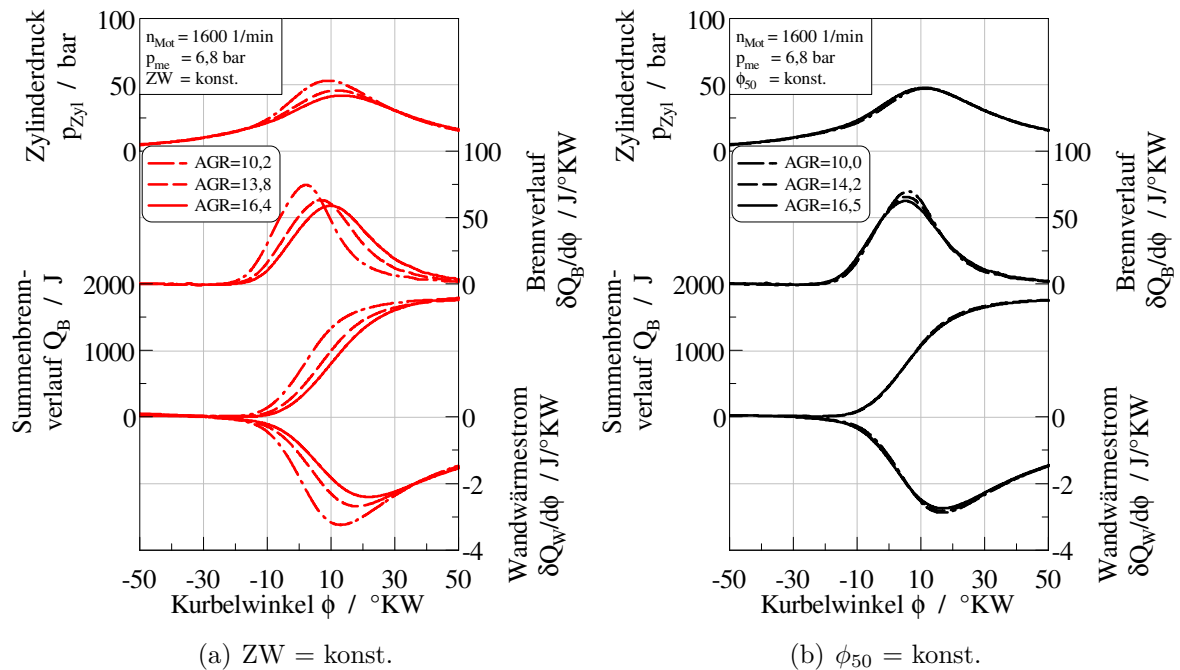 Zylinderdruck
p_Zyl / bar
100
50
0
n_Mot = 1600 1/min
p_me = 6,8 bar
ZW = konst.
AGR=10,2
AGR=13,8
AGR=16,4
100
50
0
Brennverlauf
δQ_B/dϕ / J/°KW
Summenbrenn-
verlauf Q_B / J
2000
1000
0
0
-2
-4
Wandwärmestrom
δQ_W/dϕ / J/°KW
-50 -30 -10 10 30 50
Kurbelwinkel ϕ / °KW
(a) ZW = konst.
Zylinderdruck
p_Zyl / bar
100
50
0
n_Mot = 1600 1/min
p_me = 6,8 bar
ϕ_50 = konst.
AGR=10,0
AGR=14,2
AGR=16,5
100
50
0
Brennverlauf
δQ_B/dϕ / J/°KW
Summenbrenn-
verlauf Q_B / J
2000
1000
0
0
-2
-4
Wandwärmestrom
δQ_W/dϕ / J/°KW
-50 -30 -10 10 30 50
Kurbelwinkel ϕ / °KW
(b) ϕ_50 = konst.